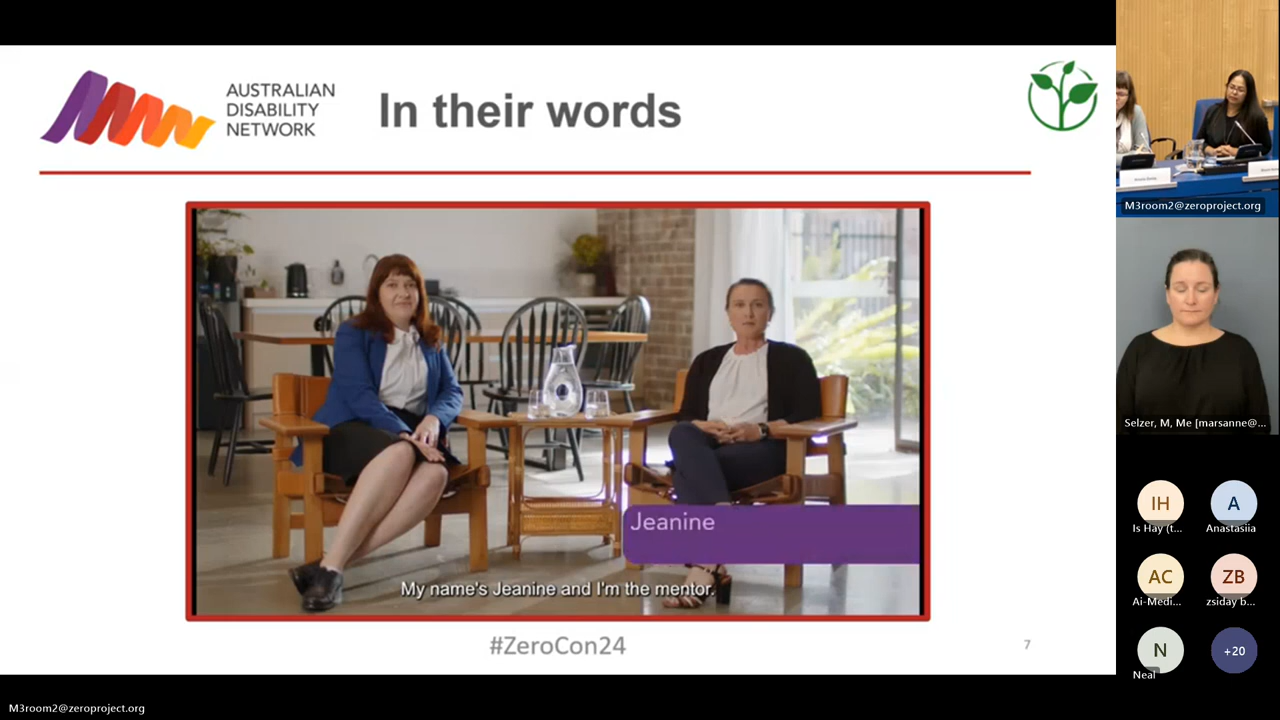 AUSTRALIAN
DISABILITY
NETWORK
In their words
Jeanine
My name's Jeanine and I'm the mentor.
#ZeroCon24
7
M3room2@zeroproject.org
Selzer, M, Me [marsanne@...
IH
Is Hay (t...
A
Anastasiia
AC
Ai-Medi...
ZB
zsiday b...
N
Neal
+20
M3room2@zeroproject.org